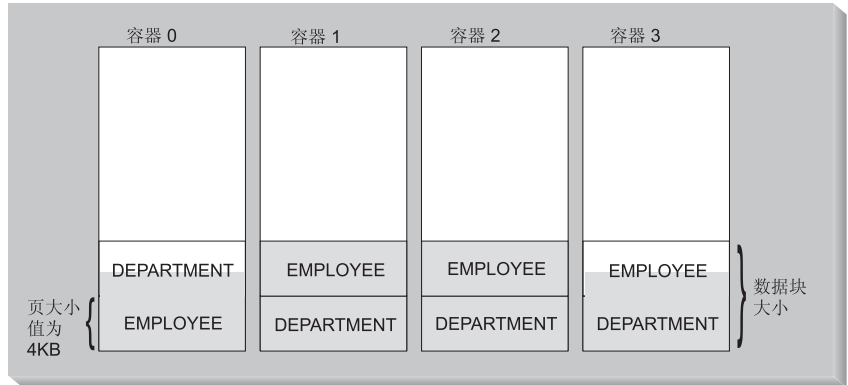 容器 0
容器 1
容器 2
容器 3
DEPARTMENT
EMPLOYEE
EMPLOYEE
EMPLOYEE
EMPLOYEE
DEPARTMENT
DEPARTMENT
DEPARTMENT
页大小
值为
4KB
数据块
大小